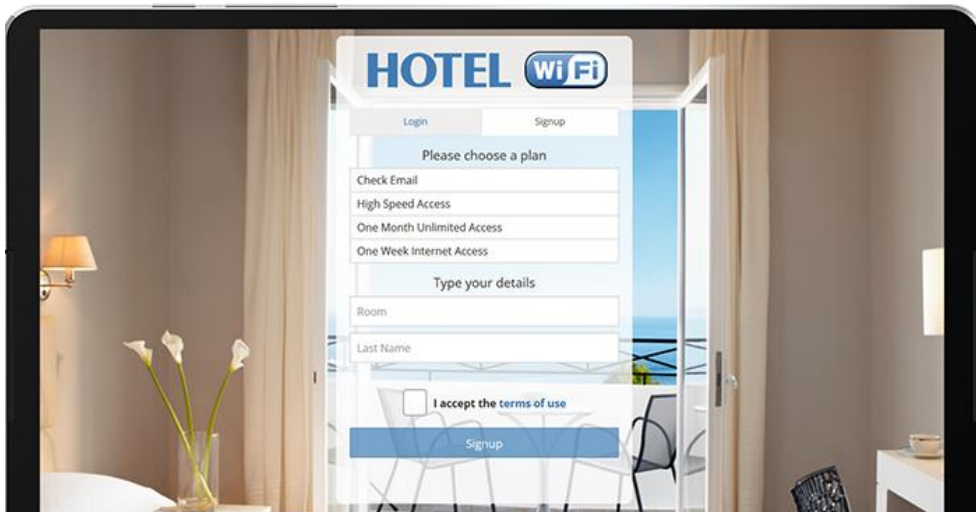 HOTEL WiFi
Login Signup
Please choose a plan
Check Email
High Speed Access
One Month Unlimited Access
One Week Internet Access
Type your details
Room
Last Name
I accept the terms of use
Signup